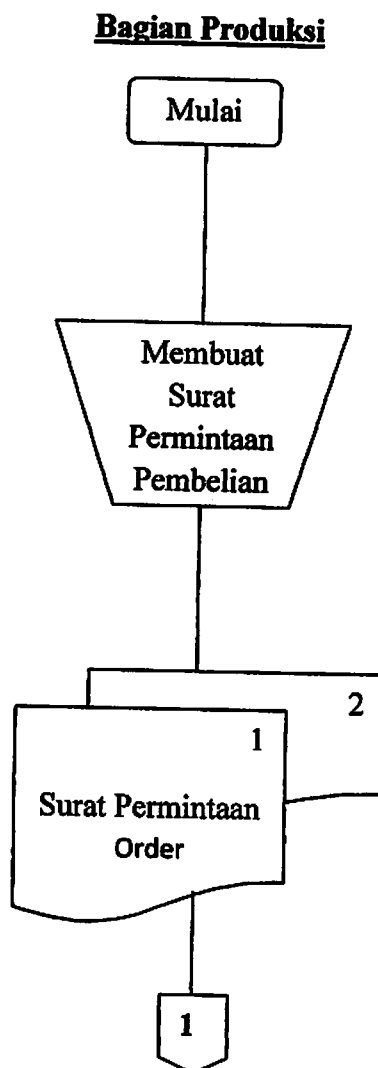 Bagian Produksi
Mulai
Membuat
Surat
Permintaan
Pembelian
2
1
Surat Permintaan
Order
1